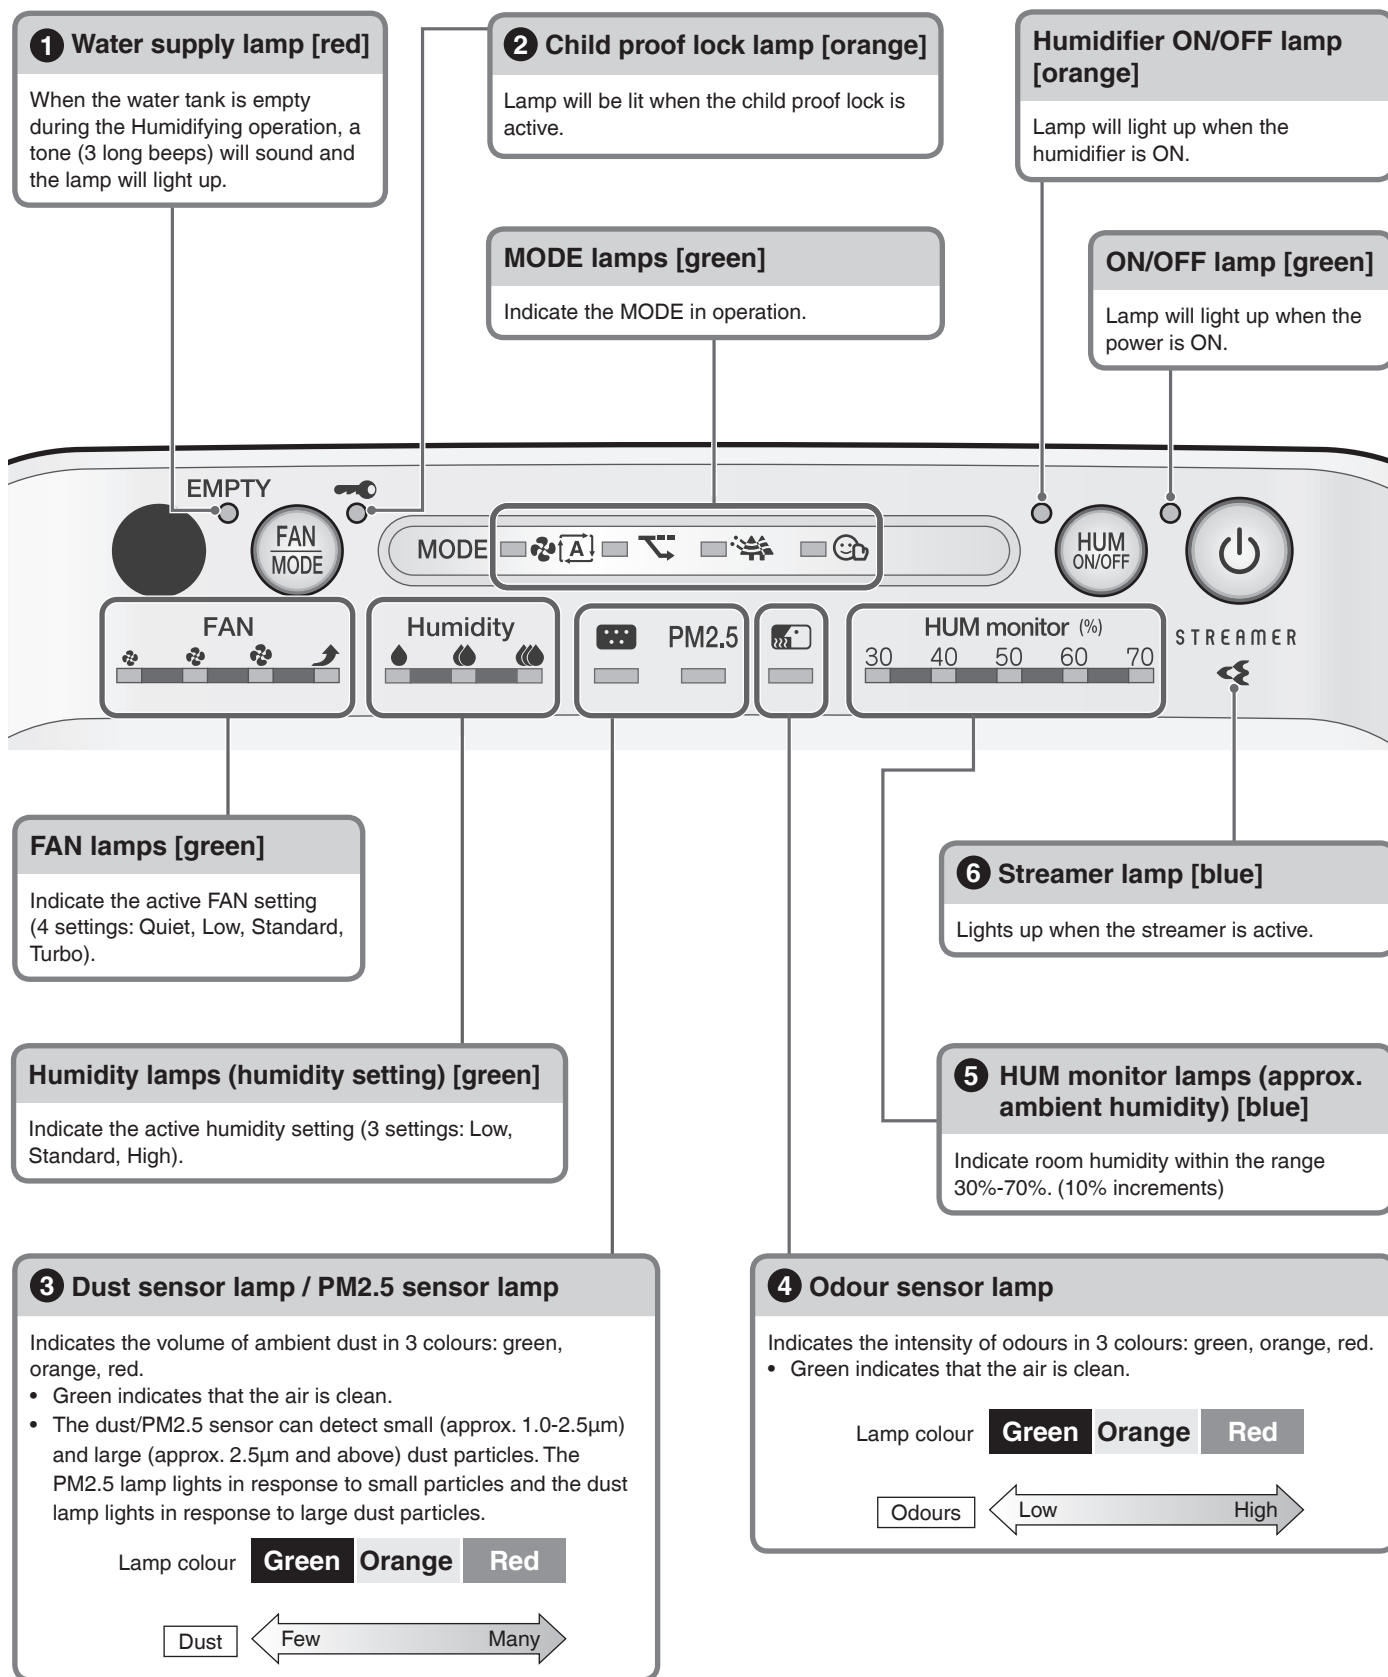 1 Water supply lamp [red]
When the water tank is empty
during the Humidifying operation, a
tone (3 long beeps) will sound and
the lamp will light up.
2 Child proof lock lamp [orange]
Lamp will be lit when the child proof lock is
active.
Humidifier ON/OFF lamp
[orange]
Lamp will light up when the
humidifier is ON.
MODE lamps [green]
Indicate the MODE in operation.
ON/OFF lamp [green]
Lamp will light up when the
power is ON.
EMPTY
FAN
MODE
MODE
A
HUM
ON/OFF
FAN
Humidity
PM2.5
HUM monitor (%)
30 40 50 60 70
STREAMER
FAN lamps [green]
Indicate the active FAN setting
(4 settings: Quiet, Low, Standard,
Turbo).
6 Streamer lamp [blue]
Lights up when the streamer is active.
Humidity lamps (humidity setting) [green]
Indicate the active humidity setting (3 settings: Low,
Standard, High).
5 HUM monitor lamps (approx.
ambient humidity) [blue]
Indicate room humidity within the range
30%-70%. (10% increments)
3 Dust sensor lamp / PM2.5 sensor lamp
Indicates the volume of ambient dust in 3 colours: green,
orange, red.
• Green indicates that the air is clean.
• The dust/PM2.5 sensor can detect small (approx. 1.0-2.5µm)
and large (approx. 2.5µm and above) dust particles. The
PM2.5 lamp lights in response to small particles and the dust
lamp lights in response to large dust particles.
Lamp colour Green Orange Red
Dust Few Many
4 Odour sensor lamp
Indicates the intensity of odours in 3 colours: green, orange, red.
• Green indicates that the air is clean.
Lamp colour Green Orange Red
Odours Low High